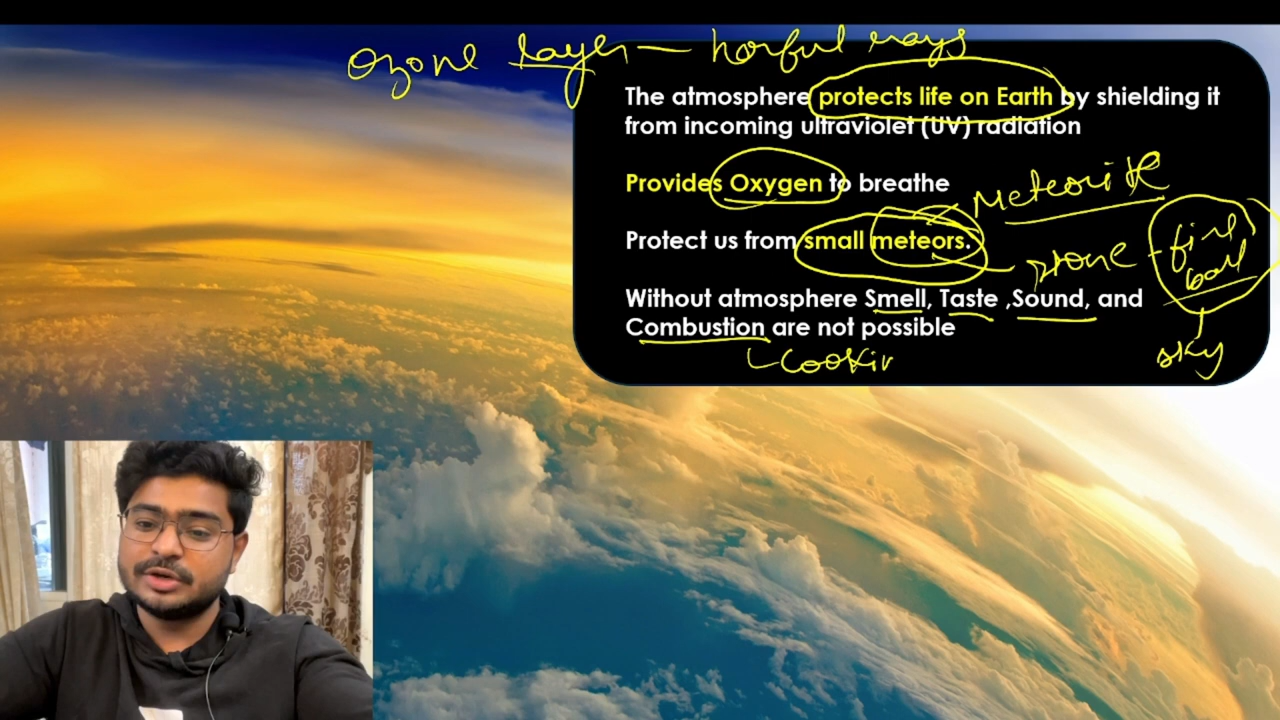 Ozone layer — harful rays
The atmosphere protects life on Earth by shielding it
from incoming ultraviolet (UV) radiation
Provides Oxygen to breathe
Meteorite
Protect us from small meteors.
stone - fire
ball
Without atmosphere Smell, Taste ,Sound, and
Combustion are not possible
sky
Cookin